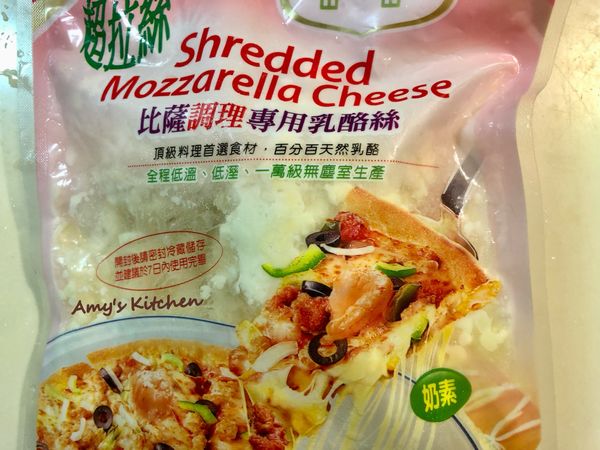 超拉絲
Shredded
Mozzarella Cheese
比薩調理專用乳酪絲
頂級料理首選食材，百分百天然乳酪
全程低溫、低溼、一萬級無塵室生產
開封後請密封冷藏儲存
並建議於7日內使用完畢
Amy's Kitchen
奶素